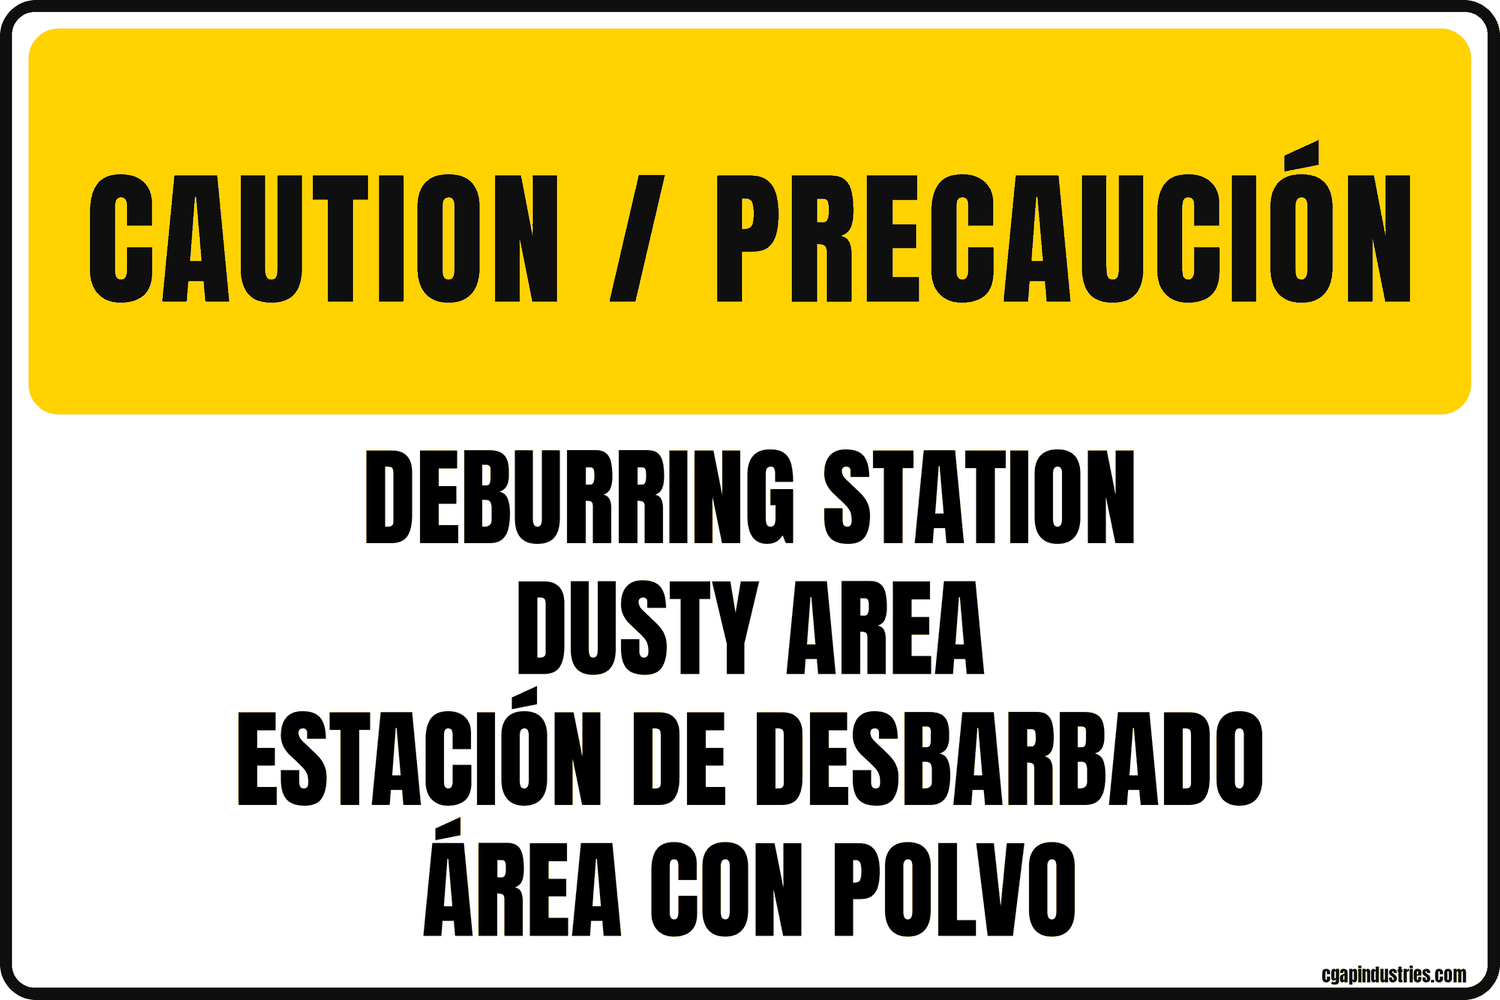 CAUTION / PRECAUCIÓN
DEBURRING STATION
DUSTY AREA
ESTACIÓN DE DESBARBADO
ÁREA CON POLVO
cgapindustries.com